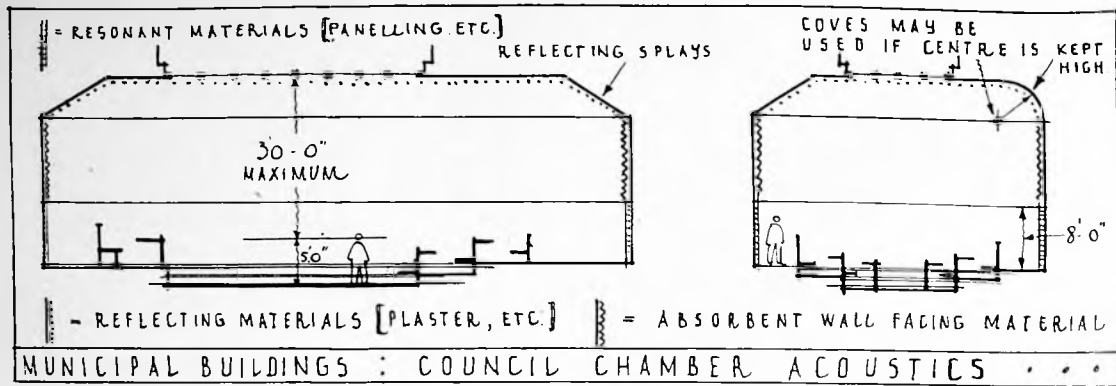 = RESONANT MATERIALS [PANELLING. ETC.]
REFLECTING SPLAYS
COVES MAY BE
USED IF CENTRE IS KEPT
HIGH
30'-0"
MAXIMUM
5'0"
8'-0"
= REFLECTING MATERIALS [PLASTER, ETC.]
= ABSORBENT WALL FACING MATERIAL
MUNICIPAL BUILDINGS : COUNCIL CHAMBER ACOUSTICS . . .